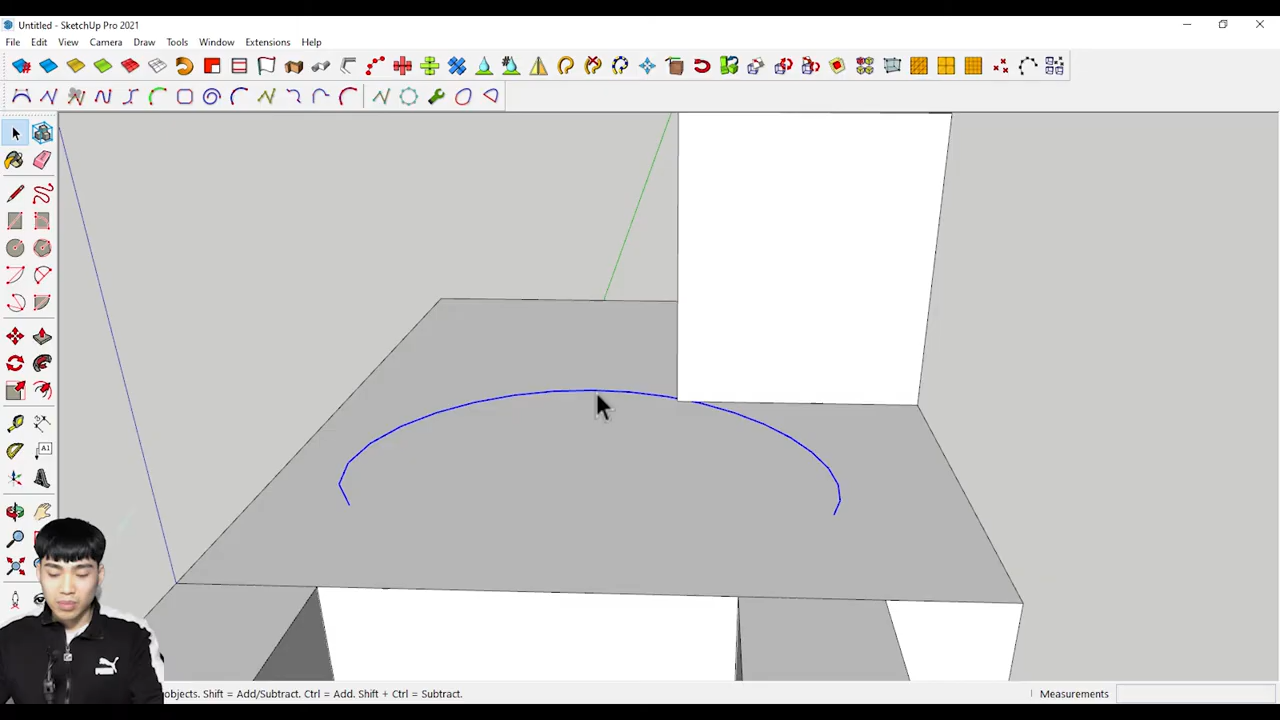 Untitled - SketchUp Pro 2021
File Edit View Camera Draw Tools Window Extensions Help
A1
objects. Shift = Add/Subtract. Ctrl = Add. Shift + Ctrl = Subtract.
Measurements